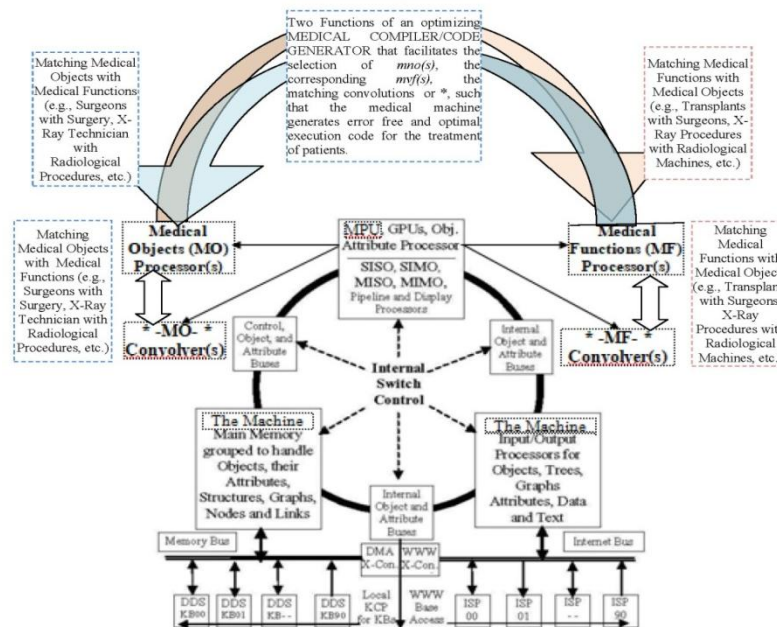 Two Functions of an optimizing
MEDICAL COMPILER/CODE
GENERATOR that facilitates the
selection of mno(s), the
corresponding mvf(s), the
matching convolutions or *, such
that the medical machine
generates error free and optimal
execution code for the treatment
of patients.
Matching Medical
Objects with
Medical Functions
(e.g., Surgeons
with Surgery, X-
Ray Technician
with
Radiological
Procedures, etc.)
Matching Medical
Functions with
Medical Objects
(e.g., Transplants
with Surgeons,
X-Ray Procedures
with Radiological
Machines, etc.)
Matching
Medical Objects
with Medical
Functions (e.g.,
Surgeons with
Surgery, X-Ray
Technician with
Radiological
Procedures, etc.)
Medical
Objects (MO)
Processor(s)
* -MO- *
Convolver(s)
MPU, GPUs, Obj.
Attribute Processor
SISO, SIMO,
MISO, MIMO,
Pipeline and Display
Processors
Medical
Functions (MF)
Processor(s)
* -MF- *
Convolver(s)
Matching
Medical
Functions with
Medical Objects
(e.g., Transplants
with Surgeons,
X-Ray
Procedures with
Radiological
Machines, etc.)
Control,
Object, and
Attribute
Buses
Internal
Object and
Attribute
Buses
Internal
Switch
Control
The Machine
Main Memory
grouped to handle
Objects, their
Attributes,
Structures, Graphs,
Nodes and Links
The Machine
Input/Output
Processors for
Objects, Trees,
Graphs
Attributes, Data
and Text
Internal
Object and
Attribute
Buses
Memory Bus
Internet Bus
DMA
X-Con.
WWW
X-Con.
DDS
KB00
DDS
KB01
DDS
KB--
DDS
KB90
Local
KCP
for KBs
WWW
Base
Access
ISP
00
ISP
01
ISP
--
ISP
90